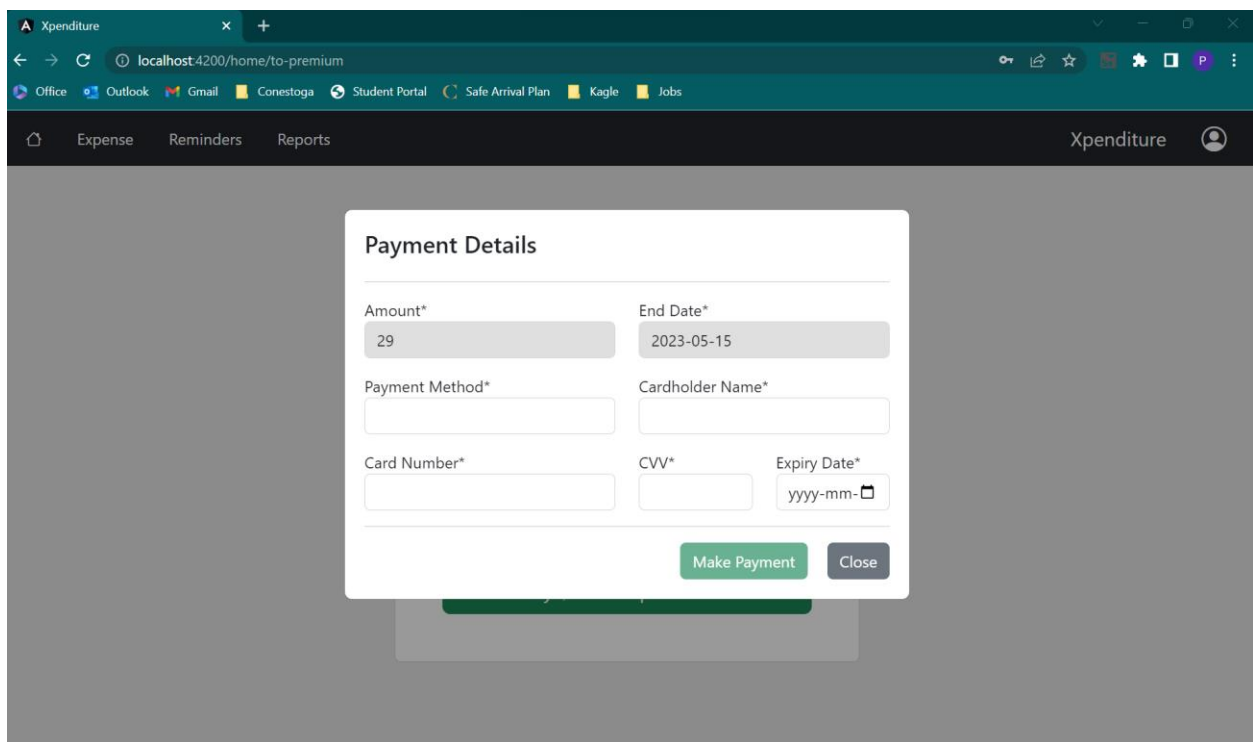 Xpenditure
localhost:4200/home/to-premium
Office Outlook Gmail Conestoga Student Portal Safe Arrival Plan Kagle Jobs
P
Expense Reminders Reports Xpenditure
Payment Details
Amount* End Date*
29 2023-05-15
Payment Method* Cardholder Name*
Card Number* CVV* Expiry Date*
yyyy-mm-
Make Payment Close